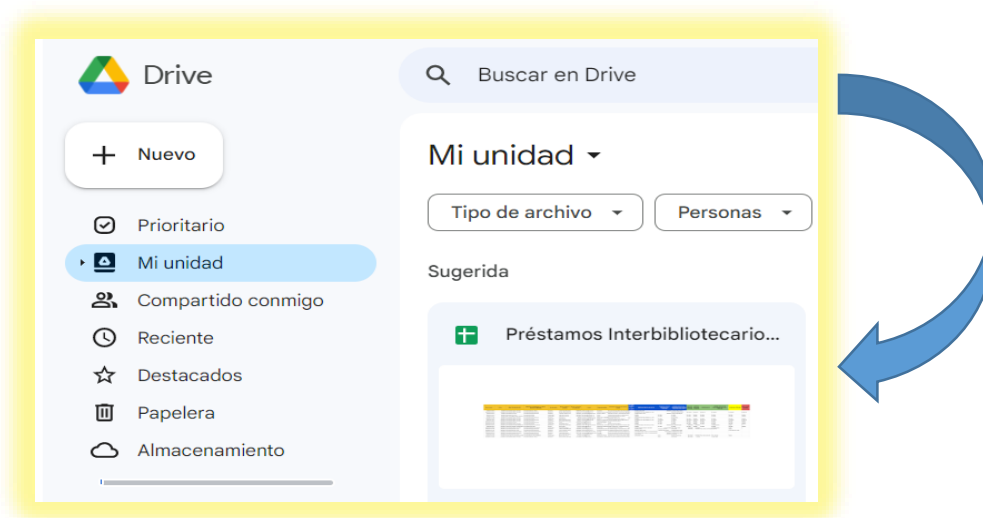 Drive
Buscar en Drive
Nuevo
Mi unidad
Tipo de archivo
Personas
Prioritario
Mi unidad
Compartido conmigo
Reciente
Destacados
Papelera
Almacenamiento
Sugerida
Préstamos Interbibliotecario...